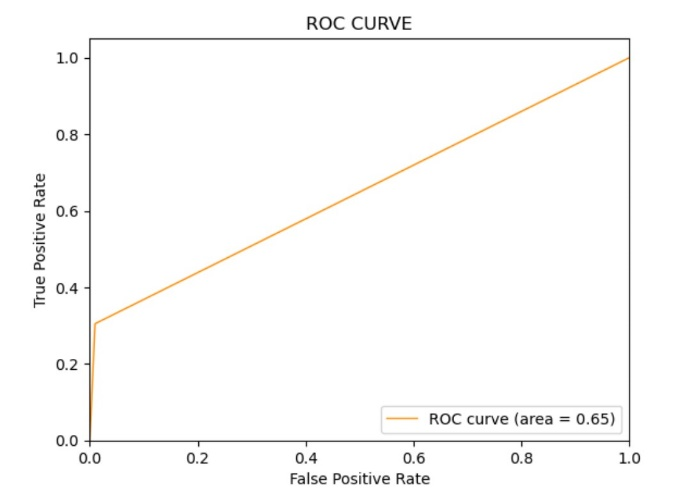 ROC CURVE
1.0
0.8
0.6
0.4
0.2
0.0
True Positive Rate
ROC curve (area = 0.65)
0.0 0.2 0.4 0.6 0.8 1.0
False Positive Rate